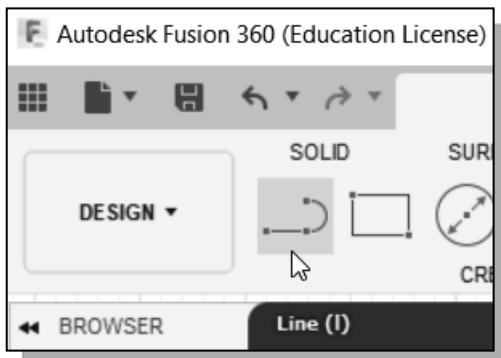 Autodesk Fusion 360 (Education License)
SOLID
DESIGN
BROWSER
Line (l)